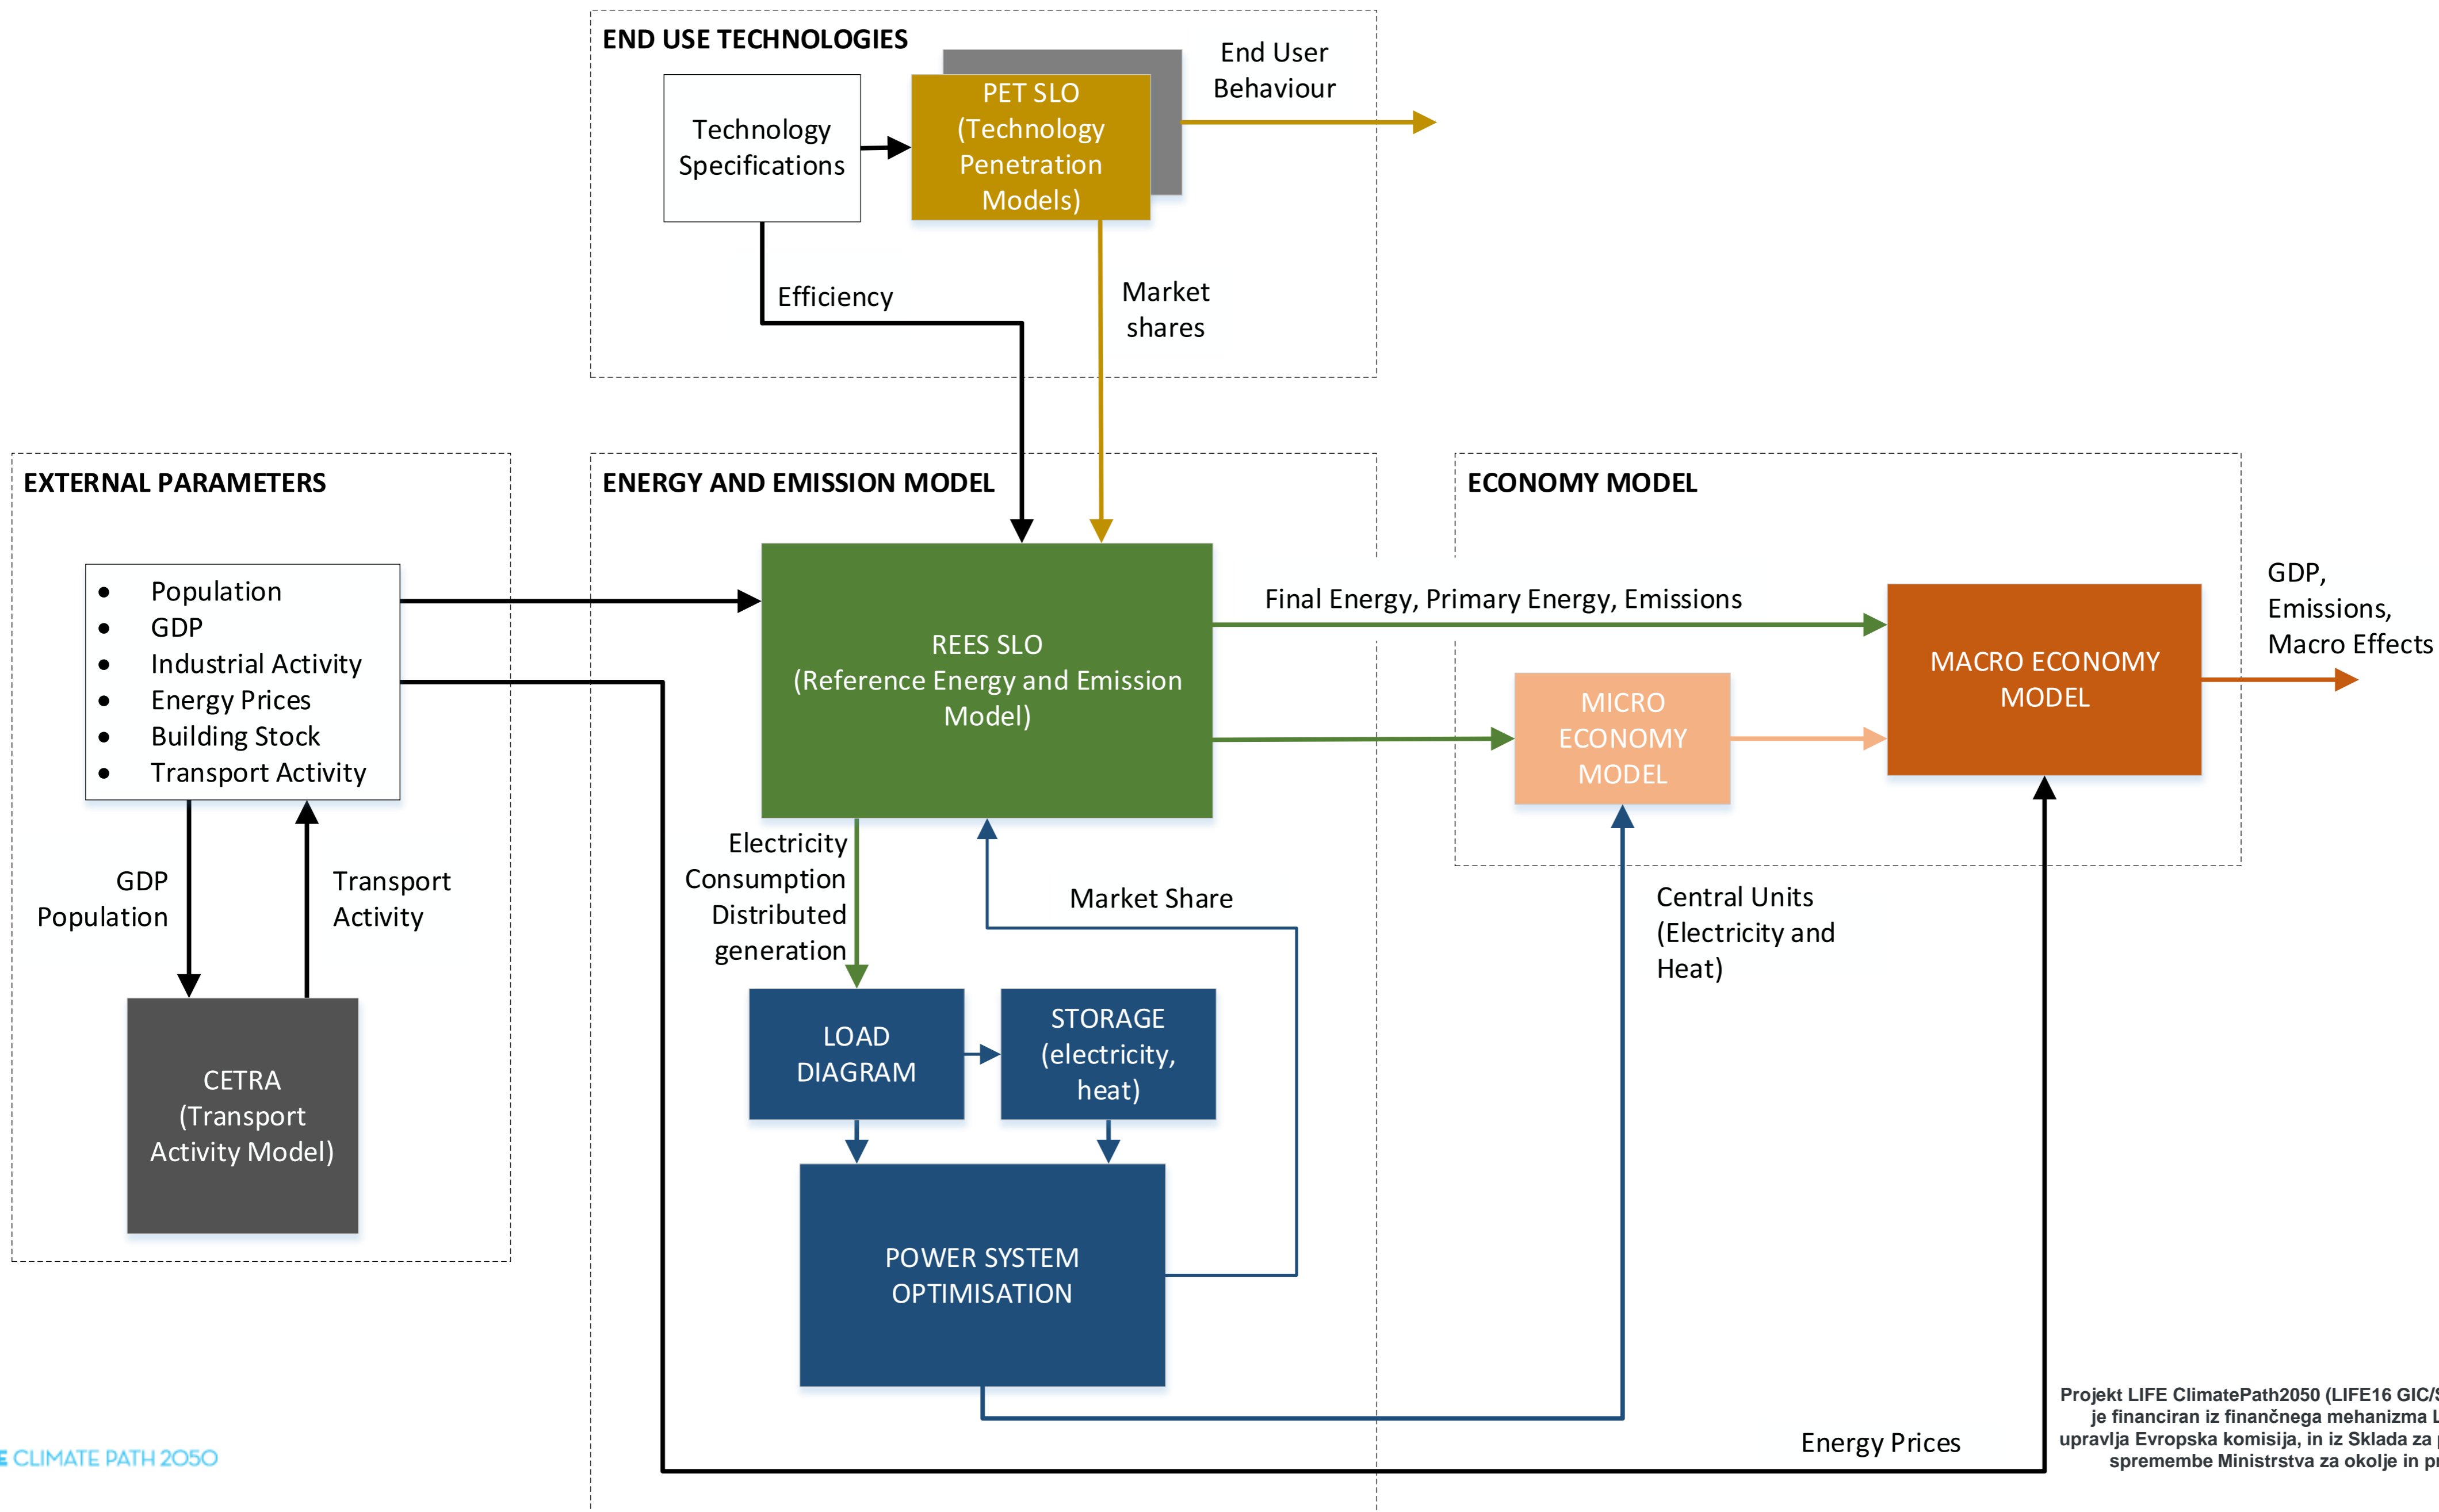 END USE TECHNOLOGIES
Technology
Specifications
PET SLO
(Technology
Penetration
Models)
End User
Behaviour
Efficiency
Market
shares
EXTERNAL PARAMETERS
• Population
• GDP
• Industrial Activity
• Energy Prices
• Building Stock
• Transport Activity
GDP
Population
Transport
Activity
CETRA
(Transport
Activity Model)
ENERGY AND EMISSION MODEL
REES SLO
(Reference Energy and Emission
Model)
Electricity
Consumption
Distributed
generation
Market Share
LOAD
DIAGRAM
STORAGE
(electricity,
heat)
POWER SYSTEM
OPTIMISATION
ECONOMY MODEL
Final Energy, Primary Energy, Emissions
MICRO
ECONOMY
MODEL
MACRO ECONOMY
MODEL
GDP,
Emissions,
Macro Effects
Central Units
(Electricity and
Heat)
Energy Prices
CLIMATE PATH 2050
Projekt LIFE ClimatePath2050 (LIFE16 GIC/S
je financiran iz finančnega mehanizma L
upravlja Evropska komisija, in iz Sklada za p
spremembe Ministrstva za okolje in pr